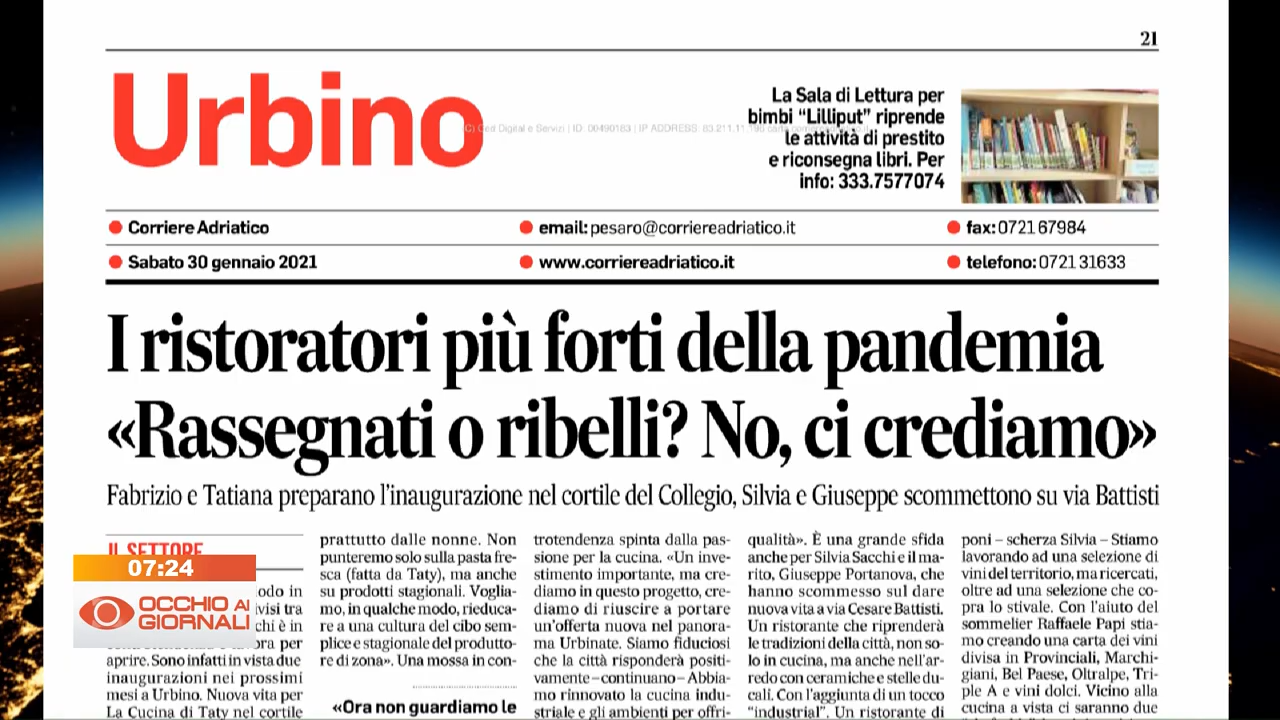 21
Urbino
La Sala di Lettura per
bimbi “Lilliput” riprende
le attività di prestito
e riconsegna libri. Per
info: 333.7577074
Corriere Adriatico
email: pesaro@corriereadriatico.it
fax: 0721 67984
Sabato 30 gennaio 2021
www.corriereadriatico.it
telefono: 0721 31633
I ristoratori più forti della pandemia
«Rassegnati o ribelli? No, ci crediamo»
Fabrizio e Tatiana preparano l’inaugurazione nel cortile del Collegio, Silvia e Giuseppe scommettono su via Battisti
IL SETTORE
07:24
OCCHIO AI
GIORNALI
aprire. Sono infatti in vista due
inaugurazioni nei prossimi
mesi a Urbino. Nuova vita per
La Cucina di Taty nel cortile
prattutto dalle nonne. Non
punteremo solo sulla pasta fre-
sca (fatta da Taty), ma anche
su prodotti stagionali. Voglia-
mo, in qualche modo, rieduca-
re a una cultura del cibo sem-
plice e stagionale del produtto-
re di zona». Una mossa in con-
«Ora non guardiamo le
trotendenza spinta dalla pas-
sione per la cucina. «Un inve-
stimento importante, ma cre-
diamo in questo progetto, cre-
diamo di riuscire a portare
un’offerta nuova nel panora-
ma Urbinate. Siamo fiduciosi
che la città risponderà positi-
vamente – continuano – Abbia-
mo rinnovato la cucina indu-
striale e gli ambienti per offri-
qualità». È una grande sfida
anche per Silvia Sacchi e il ma-
rito, Giuseppe Portanova, che
hanno scommesso sul dare
nuova vita a via Cesare Battisti.
Un ristorante che riprenderà
le tradizioni della città, non so-
lo in cucina, ma anche nell’ar-
redo con ceramiche e stelle du-
cali. Con l’aggiunta di un tocco
“industrial”. Un ristorante di
poni – scherza Silvia – Stiamo
lavorando ad una selezione di
vini del territorio, ma ricercati,
oltre ad una selezione che co-
pra lo stivale. Con l’aiuto del
sommelier Raffaele Papi stia-
mo creando una carta dei vini
divisa in Provinciali, Marchi-
giani, Bel Paese, Oltralpe, Tri-
ple A e vini dolci. Vicino alla
cucina a vista ci saranno due